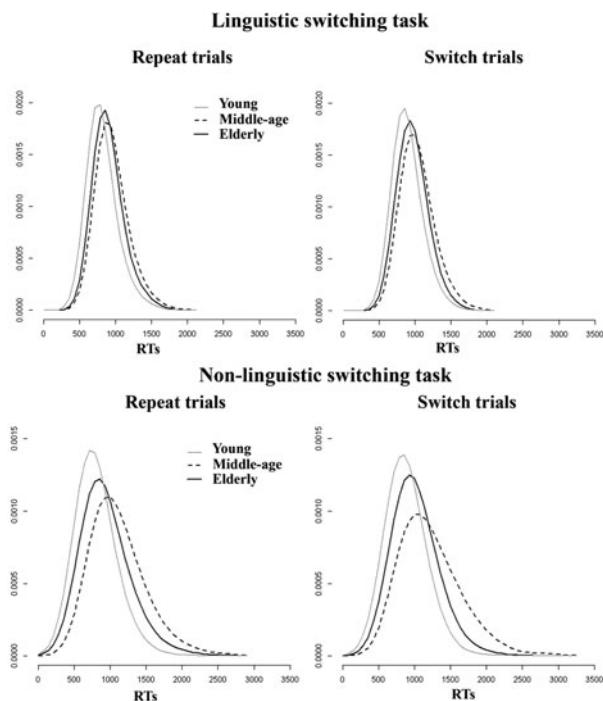 Linguistic switching task
Repeat trials
Switch trials
Young
Middle-age
Elderly
0.0020
0.0015
0.0010
0.0005
0.0000
0 500 1000 1500 2000 2500 3000 3500
RTs
0.0020
0.0015
0.0010
0.0005
0.0000
0 500 1000 1500 2000 2500 3000 3500
RTs
Non-linguistic switching task
Repeat trials
Switch trials
Young
Middle-age
Elderly
0.0015
0.0010
0.0005
0.0000
0 500 1000 1500 2000 2500 3000 3500
RTs
0.0015
0.0010
0.0005
0.0000
0 500 1000 1500 2000 2500 3000 3500
RTs